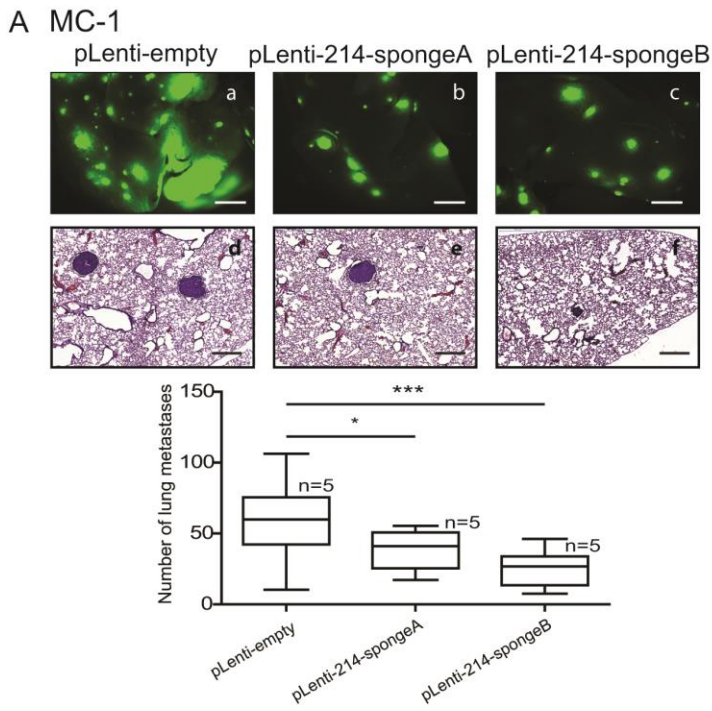 A MC-1
pLenti-empty pLenti-214-spongeA pLenti-214-spongeB
a b c
d e f
150
100
50
0
Number of lung metastases
***
*
n=5
n=5
n=5
pLenti-empty
pLenti-214-spongeA
pLenti-214-spongeB